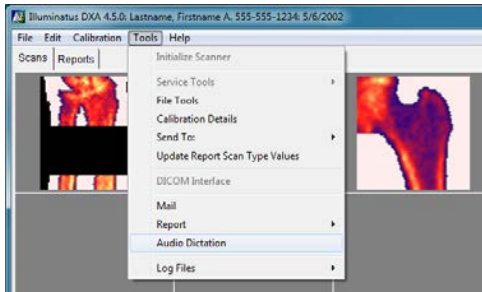 Illuminatus DXA 4.5.0: Lastname, Firstname A. 555-555-1234: 5/6/2002
File Edit Calibration Tools Help
Scans Reports
Initialize Scanner
Service Tools
File Tools
Calibration Details
Send To:
Update Report Scan Type Values
DICOM Interface
Mail
Report
Audio Dictation
Log Files